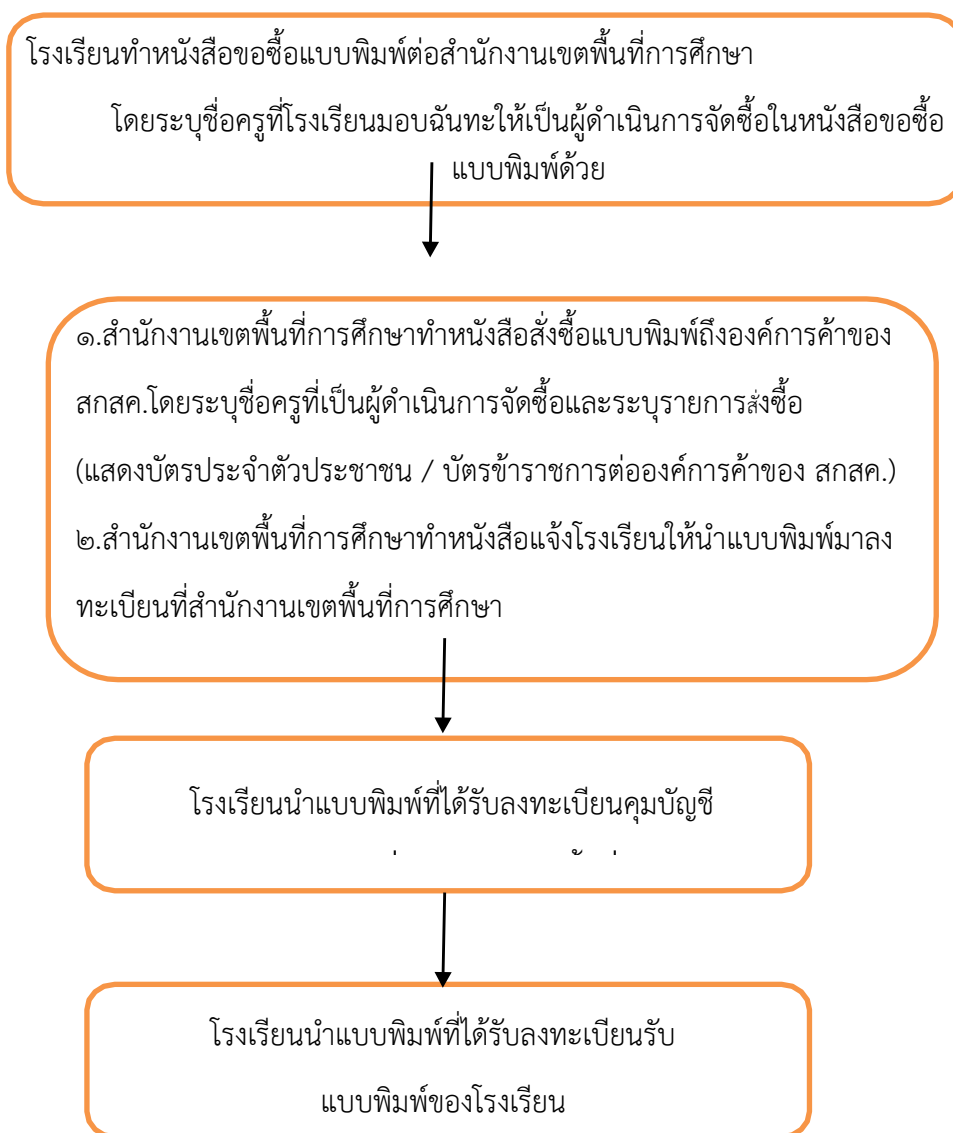 โรงเรียนทำหนังสือขอซื้อแบบพิมพ์ต่อสำนักงานเขตพื้นที่การศึกษา
โดยระบุชื่อครูที่โรงเรียนมอบฉันทะให้เป็นผู้ดำเนินการจัดซื้อในหนังสือขอซื้อ
แบบพิมพ์ด้วย
๑.สำนักงานเขตพื้นที่การศึกษาทำหนังสือสั่งซื้อแบบพิมพ์ถึงองค์การค้าของ
สกสค.โดยระบุชื่อครูที่เป็นผู้ดำเนินการจัดซื้อและระบุรายการสั่งซื้อ
(แสดงบัตรประจำตัวประชาชน / บัตรข้าราชการต่อองค์การค้าของ สกสค.)
๒.สำนักงานเขตพื้นที่การศึกษาทำหนังสือแจ้งโรงเรียนให้นำแบบพิมพ์มาลง
ทะเบียนที่สำนักงานเขตพื้นที่การศึกษา
โรงเรียนนำแบบพิมพ์ที่ได้รับลงทะเบียนคุมบัญชี
โรงเรียนนำแบบพิมพ์ที่ได้รับลงทะเบียนรับ
แบบพิมพ์ของโรงเรียน